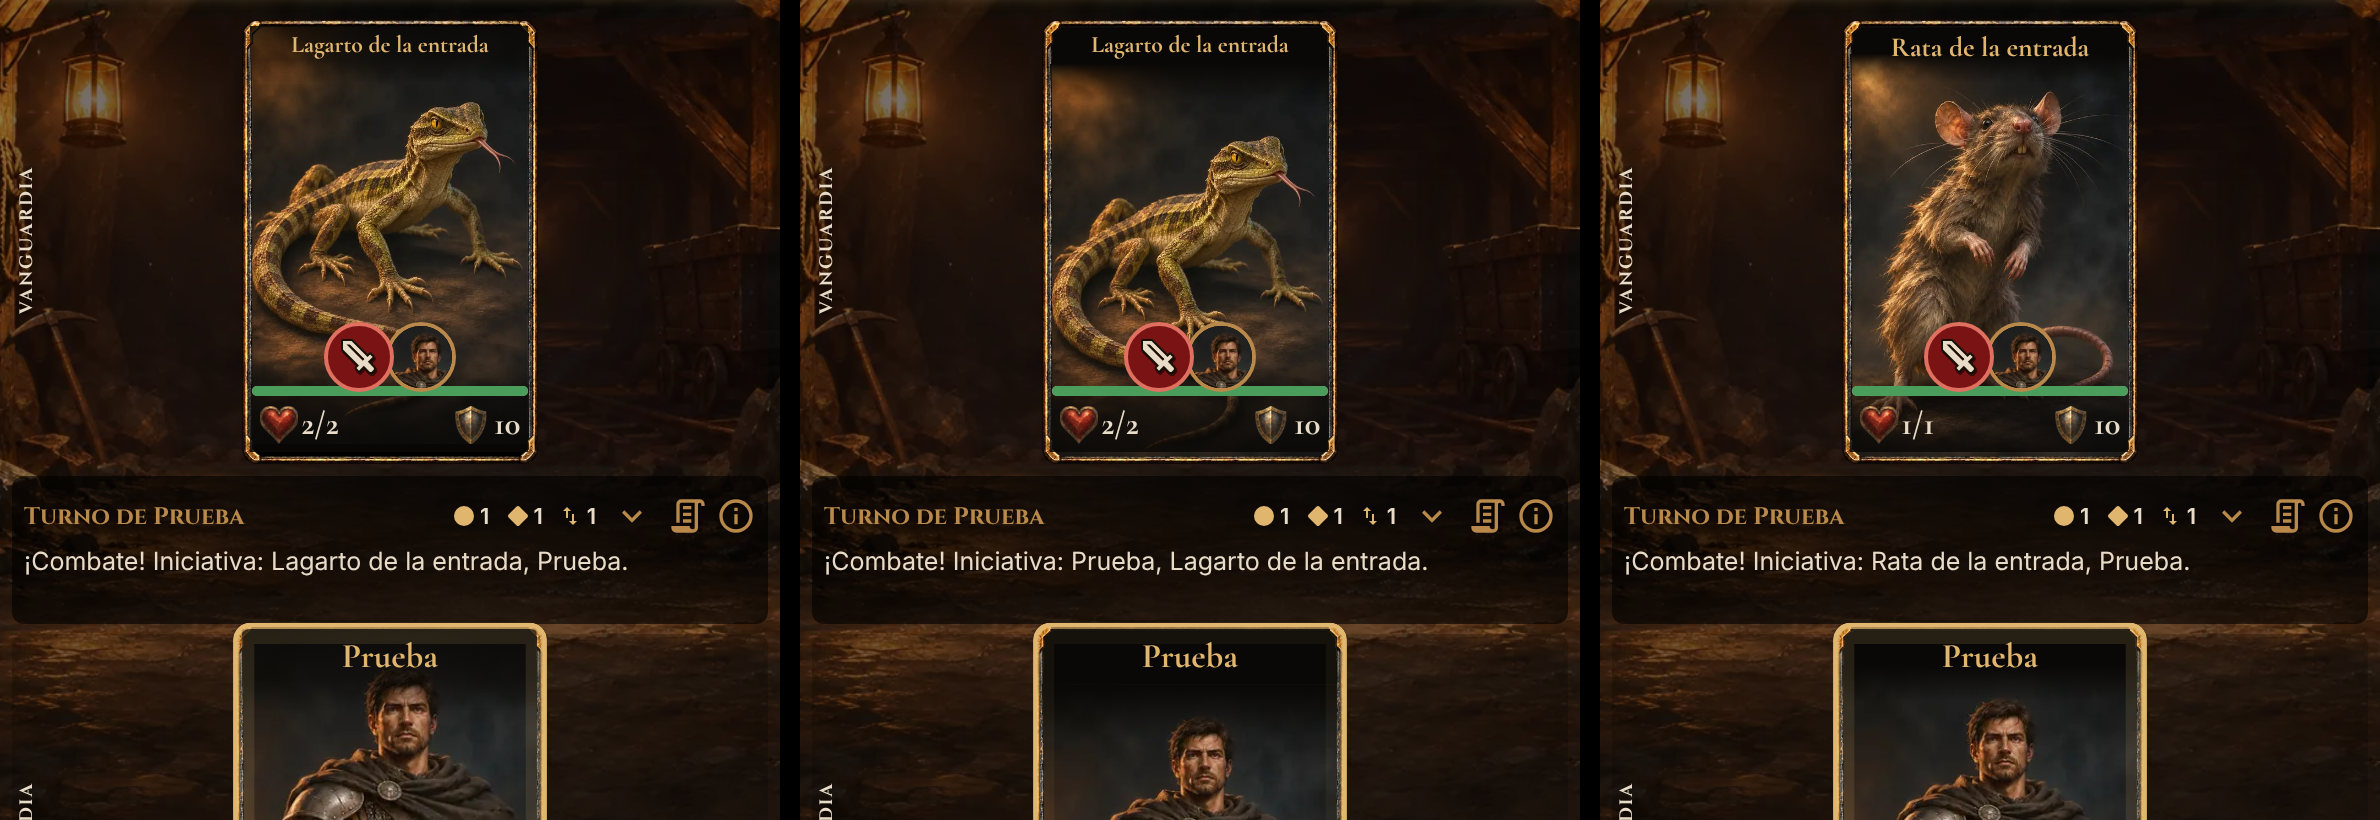 Lagarto de la entrada
VANGUARDIA
2/2
10
TURNO DE PRUEBA
1
1
1
¡Combate! Iniciativa: Lagarto de la entrada, Prueba.
Prueba
DIA
Lagarto de la entrada
VANGUARDIA
2/2
10
TURNO DE PRUEBA
1
1
1
¡Combate! Iniciativa: Prueba, Lagarto de la entrada.
Prueba
DIA
Rata de la entrada
VANGUARDIA
1/1
10
TURNO DE PRUEBA
1
1
1
¡Combate! Iniciativa: Rata de la entrada, Prueba.
Prueba
DIA